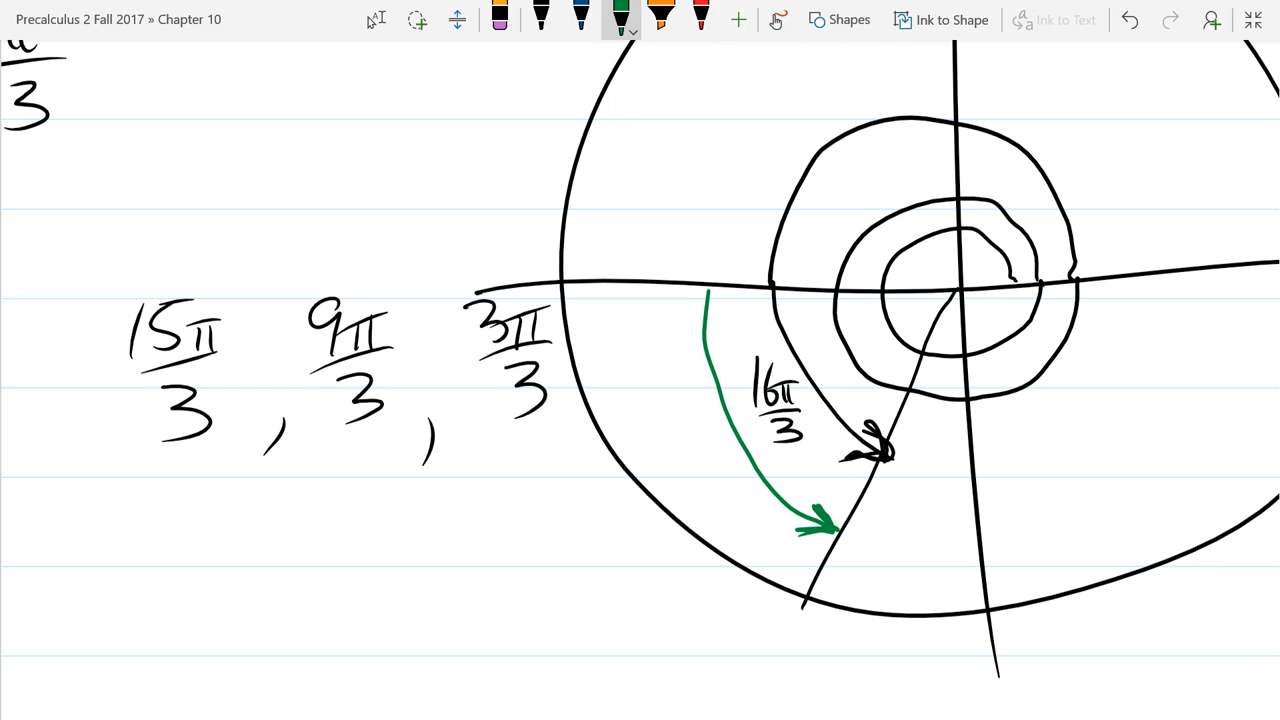 Precalculus 2 Fall 2017 » Chapter 10
Shapes
Ink to Shape
Ink to Text
3
15π/3 , 9π/3 , 3π/3
16π/3